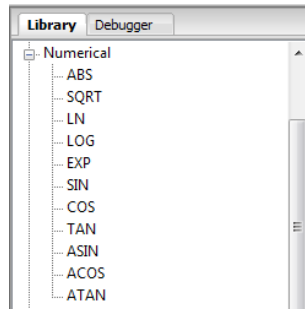 Library Debugger
Numerical
ABS
SQRT
LN
LOG
EXP
SIN
COS
TAN
ASIN
ACOS
ATAN